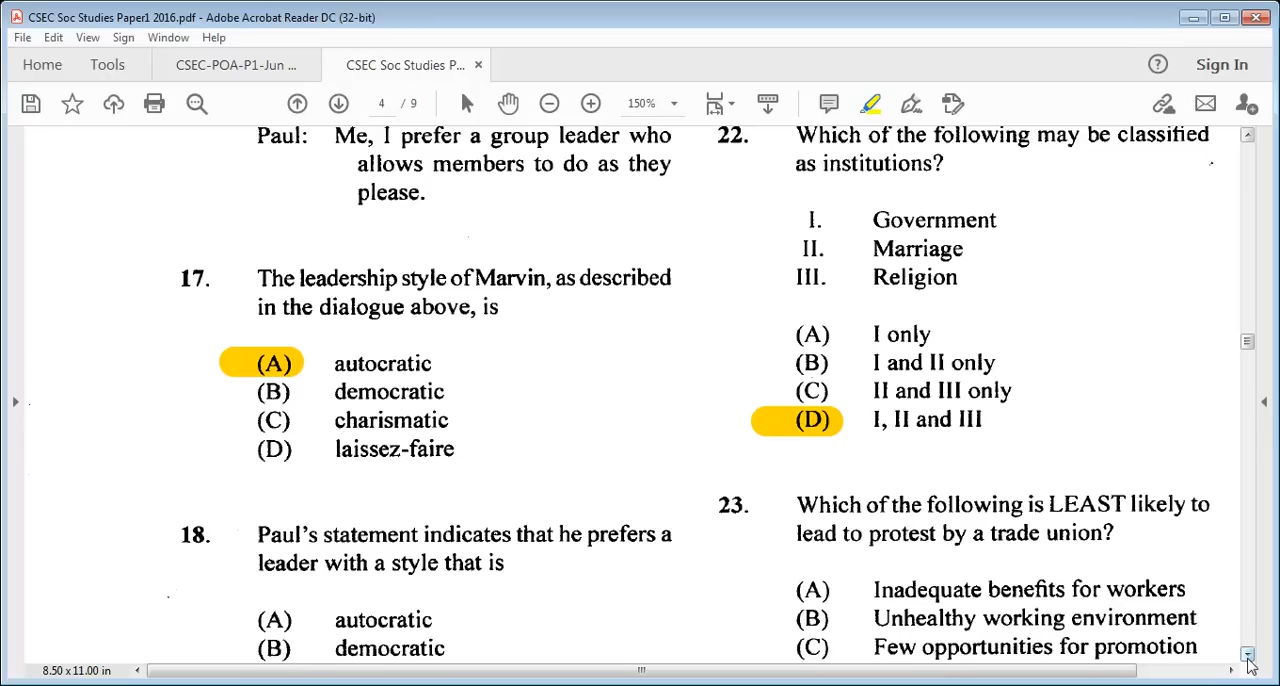 CSEC Soc Studies Paper1 2016.pdf - Adobe Acrobat Reader DC (32-bit)
File Edit View Sign Window Help
Home Tools CSEC-POA-P1-Jun ... CSEC Soc Studies P... × Sign In
4 / 9 150%
Paul: Me, I prefer a group leader who
allows members to do as they
please.
17. The leadership style of Marvin, as described
in the dialogue above, is
(A) autocratic
(B) democratic
(C) charismatic
(D) laissez-faire
18. Paul's statement indicates that he prefers a
leader with a style that is
(A) autocratic
(B) democratic
22. Which of the following may be classified
as institutions?
I. Government
II. Marriage
III. Religion
(A) I only
(B) I and II only
(C) II and III only
(D) I, II and III
23. Which of the following is LEAST likely to
lead to protest by a trade union?
(A) Inadequate benefits for workers
(B) Unhealthy working environment
(C) Few opportunities for promotion
8.50 x 11.00 in